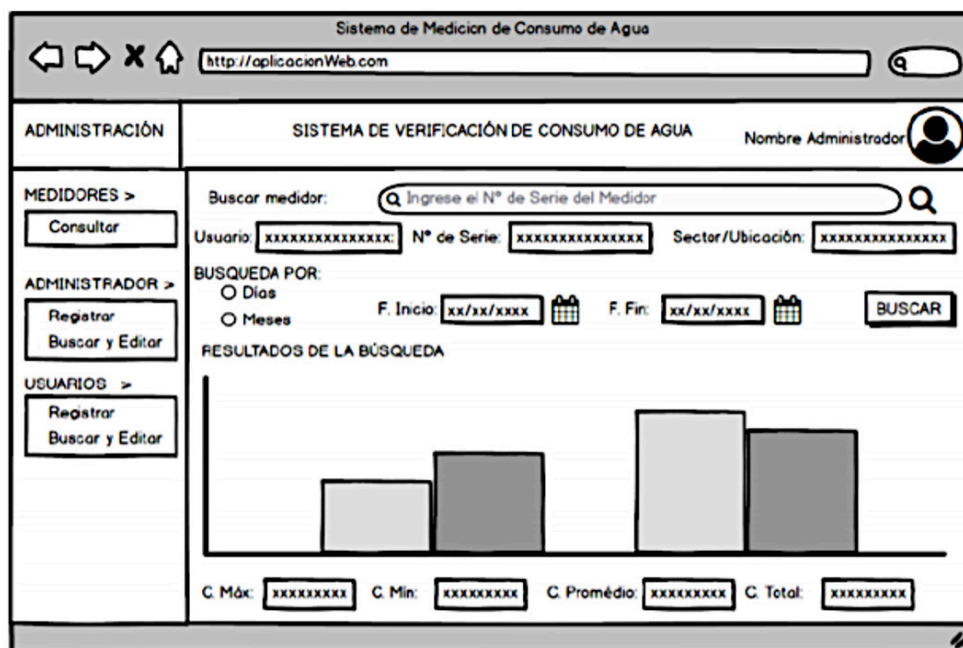 Sistema de Medicion de Consumo de Agua
http://aplicacionWeb.com
ADMINISTRACIÓN
SISTEMA DE VERIFICACIÓN DE CONSUMO DE AGUA
Nombre Administrador
MEDIDORES >
Consultar
ADMINISTRADOR >
Registrar
Buscar y Editar
USUARIOS >
Registrar
Buscar y Editar
Buscar medidor: Ingrese el N° de Serie del Medidor
Usuario: xxxxxxxxxxxxxxx N° de Serie: xxxxxxxxxxxxxxx Sector/Ubicación: xxxxxxxxxxxxxxx
BUSQUEDA POR:
Días
Meses
F. Inicio: xx/xx/xxxx F. Fin: xx/xx/xxxx BUSCAR
RESULTADOS DE LA BÚSQUEDA
C. Máx: xxxxxxxxx C. Mín: xxxxxxxxx C. Promédio: xxxxxxxxx C. Total: xxxxxxxxx